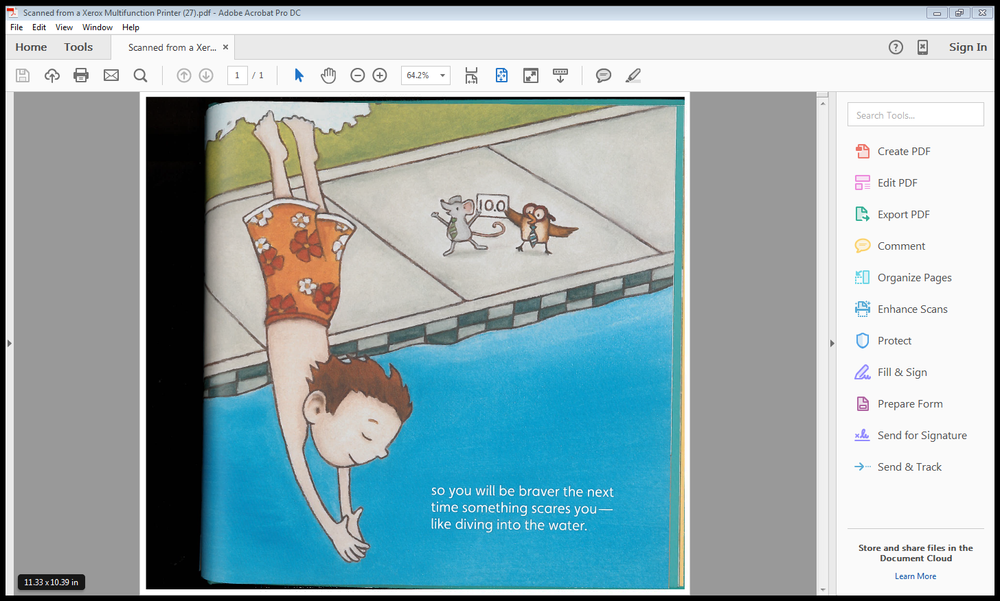 Scanned from a Xerox Multifunction Printer (27).pdf - Adobe Acrobat Pro DC
File Edit View Window Help
Home Tools Scanned from a Xer... × Sign In
1 / 1 64.2%
Search Tools...
Create PDF
Edit PDF
Export PDF
Comment
Organize Pages
Enhance Scans
Protect
Fill & Sign
Prepare Form
Send for Signature
Send & Track
Store and share files in the
Document Cloud
Learn More
10.0
so you will be braver the next
time something scares you—
like diving into the water.
11.33 x 10.39 in